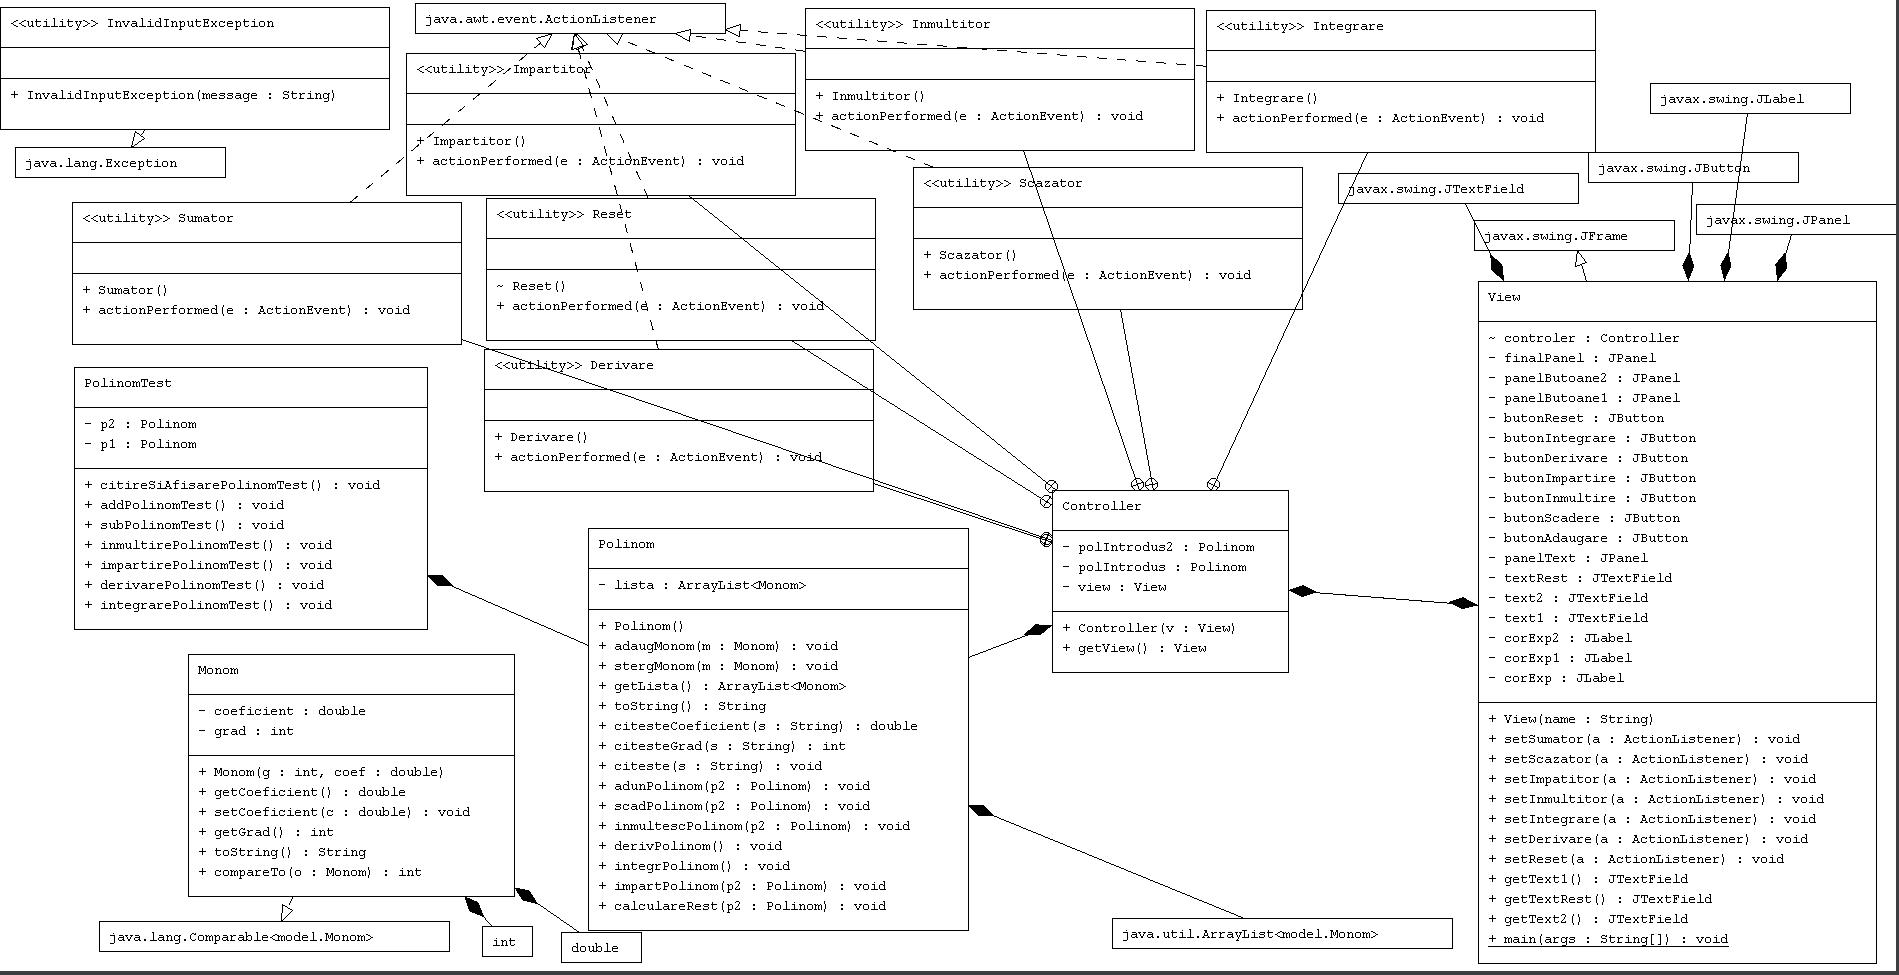 <<utility>> InvalidInputException
+ InvalidInputException(message : String)
java.lang.Exception
java.awt.event.ActionListener
<<utility>> Impartitor
+ Impartitor()
+ actionPerformed(e : ActionEvent) : void
<<utility>> Inmultitor
+ Inmultitor()
+ actionPerformed(e : ActionEvent) : void
<<utility>> Integrare
+ Integrare()
+ actionPerformed(e : ActionEvent) : void
javax.swing.JLabel
javax.swing.JButton
javax.swing.JTextField
javax.swing.JPanel
javax.swing.JFrame
<<utility>> Sumator
+ Sumator()
+ actionPerformed(e : ActionEvent) : void
<<utility>> Reset
~ Reset()
+ actionPerformed(e : ActionEvent) : void
<<utility>> Scazator
+ Scazator()
+ actionPerformed(e : ActionEvent) : void
<<utility>> Derivare
+ Derivare()
+ actionPerformed(e : ActionEvent) : void
PolinomTest
- p2 : Polinom
- p1 : Polinom
+ citireSiAfisarePolinomTest() : void
+ addPolinomTest() : void
+ subPolinomTest() : void
+ inmultirePolinomTest() : void
+ impartirePolinomTest() : void
+ derivarePolinomTest() : void
+ integrarePolinomTest() : void
Monom
- coeficient : double
- grad : int
+ Monom(g : int, coef : double)
+ getCoeficient() : double
+ setCoeficient(c : double) : void
+ getGrad() : int
+ toString() : String
+ compareTo(o : Monom) : int
java.lang.Comparable<model.Monom>
int
double
Polinom
- lista : ArrayList<Monom>
+ Polinom()
+ adaugMonom(m : Monom) : void
+ stergMonom(m : Monom) : void
+ getLista() : ArrayList<Monom>
+ toString() : String
+ citesteCoeficient(s : String) : double
+ citesteGrad(s : String) : int
+ citeste(s : String) : void
+ adunPolinom(p2 : Polinom) : void
+ scadPolinom(p2 : Polinom) : void
+ inmultescPolinom(p2 : Polinom) : void
+ derivPolinom() : void
+ integrPolinom() : void
+ impartPolinom(p2 : Polinom) : void
+ calculareRest(p2 : Polinom) : void
Controller
- polIntrodus2 : Polinom
- polIntrodus : Polinom
- view : View
+ Controller(v : View)
+ getView() : View
java.util.ArrayList<model.Monom>
View
~ controler : Controller
- finalPanel : JPanel
- panelButoane2 : JPanel
- panelButoane1 : JPanel
- butonReset : JButton
- butonIntegrare : JButton
- butonDerivare : JButton
- butonImpartire : JButton
- butonInmultire : JButton
- butonScadere : JButton
- butonAdaugare : JButton
- panelText : JPanel
- textRest : JTextField
- text2 : JTextField
- text1 : JTextField
- corExp2 : JLabel
- corExp1 : JLabel
- corExp : JLabel
+ View(name : String)
+ setSumator(a : ActionListener) : void
+ setScazator(a : ActionListener) : void
+ setImpatitor(a : ActionListener) : void
+ setInmultitor(a : ActionListener) : void
+ setIntegrare(a : ActionListener) : void
+ setDerivare(a : ActionListener) : void
+ setReset(a : ActionListener) : void
+ getText1() : JTextField
+ getTextRest() : JTextField
+ getText2() : JTextField
+ main(args : String[]) : void